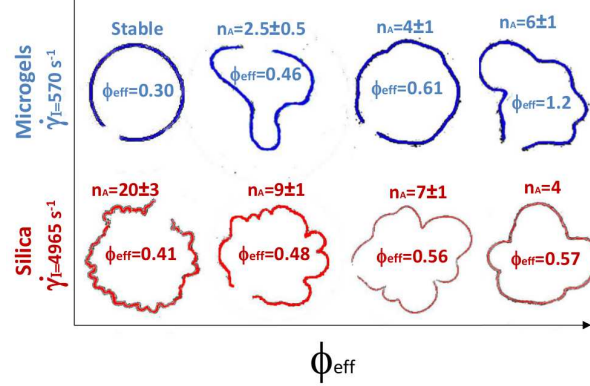 Stable
nA=2.5±0.5
nA=4±1
nA=6±1
Microgels
γ̇I=570 s-1
ϕeff=0.30
ϕeff=0.46
ϕeff=0.61
ϕeff=1.2
nA=20±3
nA=9±1
nA=7±1
nA=4
Silica
γ̇I=4965 s-1
ϕeff=0.41
ϕeff=0.48
ϕeff=0.56
ϕeff=0.57
ϕeff